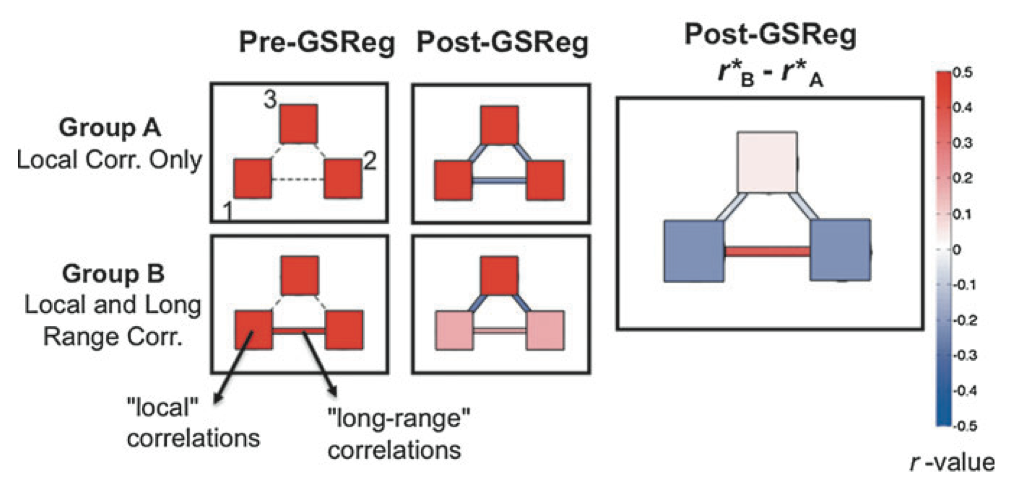 Pre-GSReg
Post-GSReg
Post-GSReg
r*B - r*A
Group A
Local Corr. Only
3
2
1
Group B
Local and Long
Range Corr.
"local"
correlations
"long-range"
correlations
0.5
0.4
0.3
0.2
0.1
0
-0.1
-0.2
-0.3
-0.4
-0.5
r -value